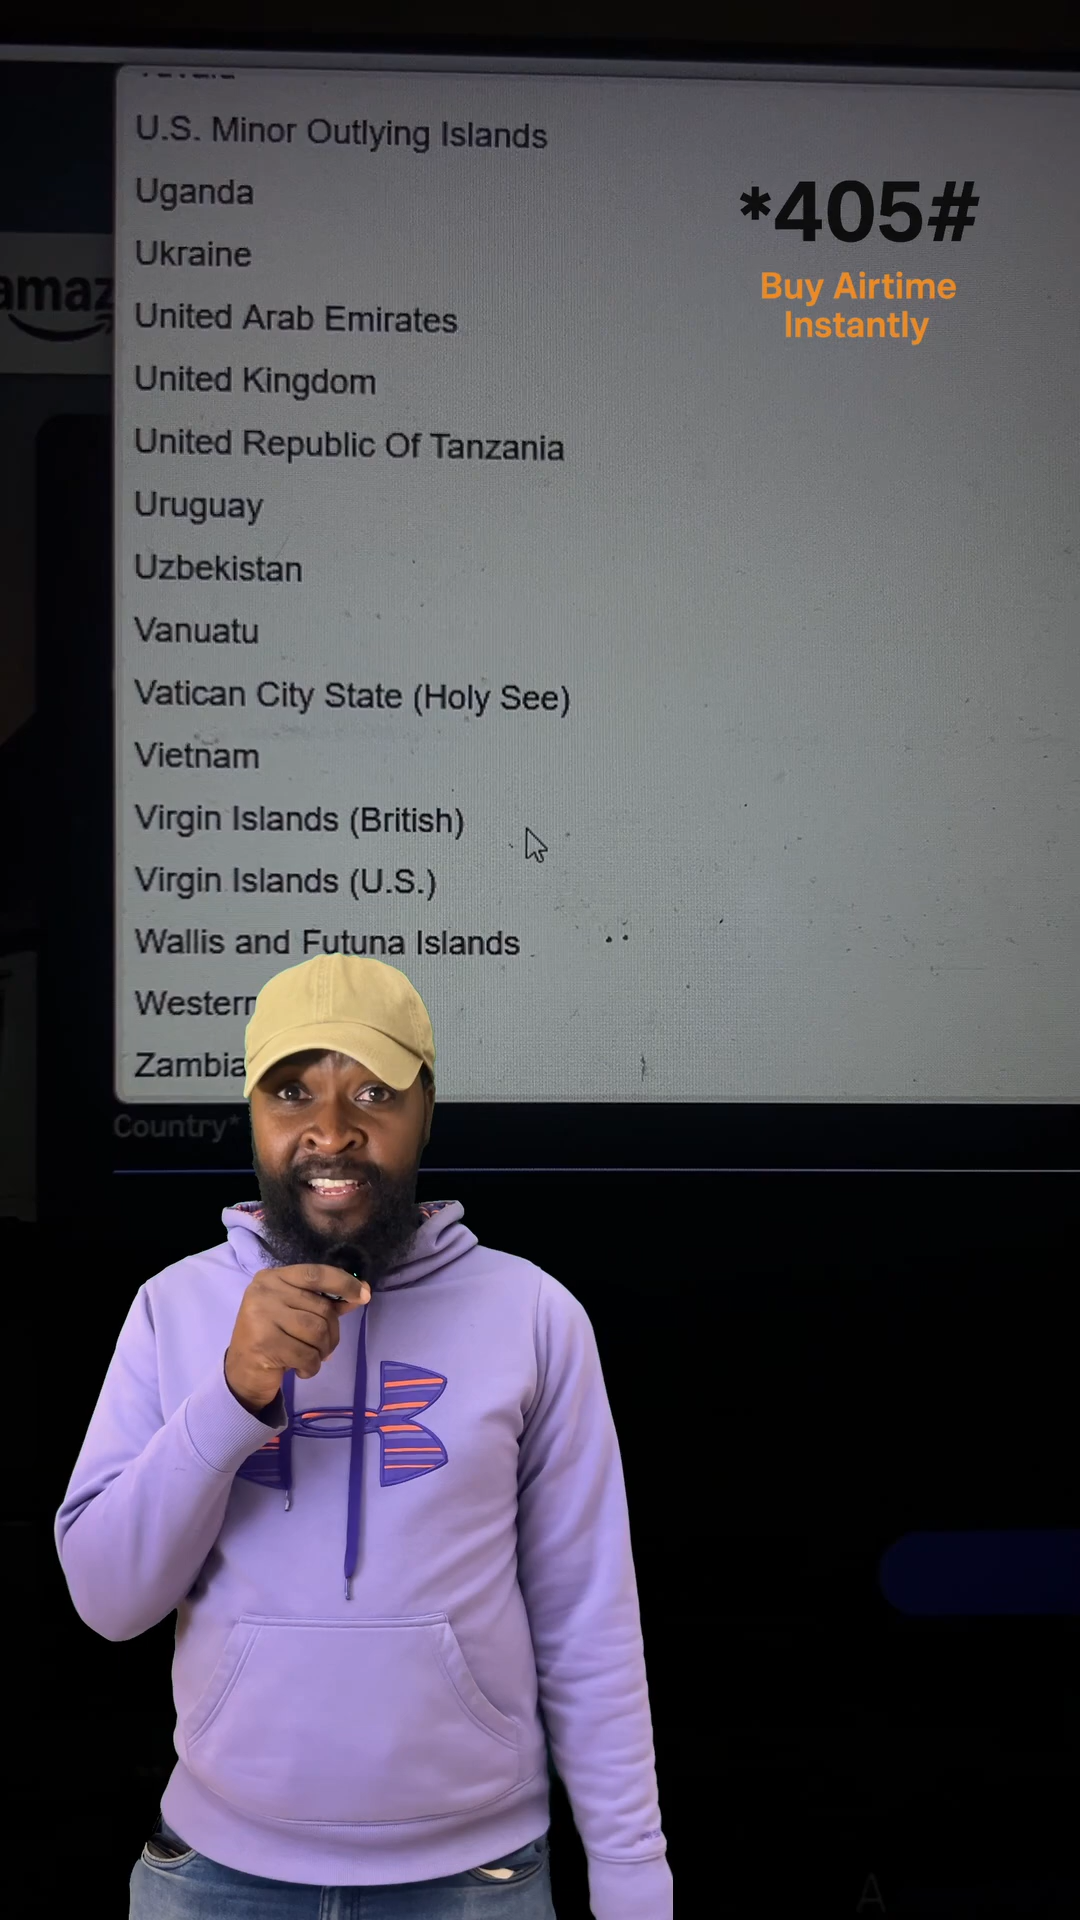 U.S. Minor Outlying Islands
Uganda
Ukraine
United Arab Emirates
United Kingdom
United Republic Of Tanzania
Uruguay
Uzbekistan
Vanuatu
Vatican City State (Holy See)
Vietnam
Virgin Islands (British)
Virgin Islands (U.S.)
Wallis and Futuna Islands
Western
Zambia
Country*
*405#
Buy Airtime
Instantly
amaz
A